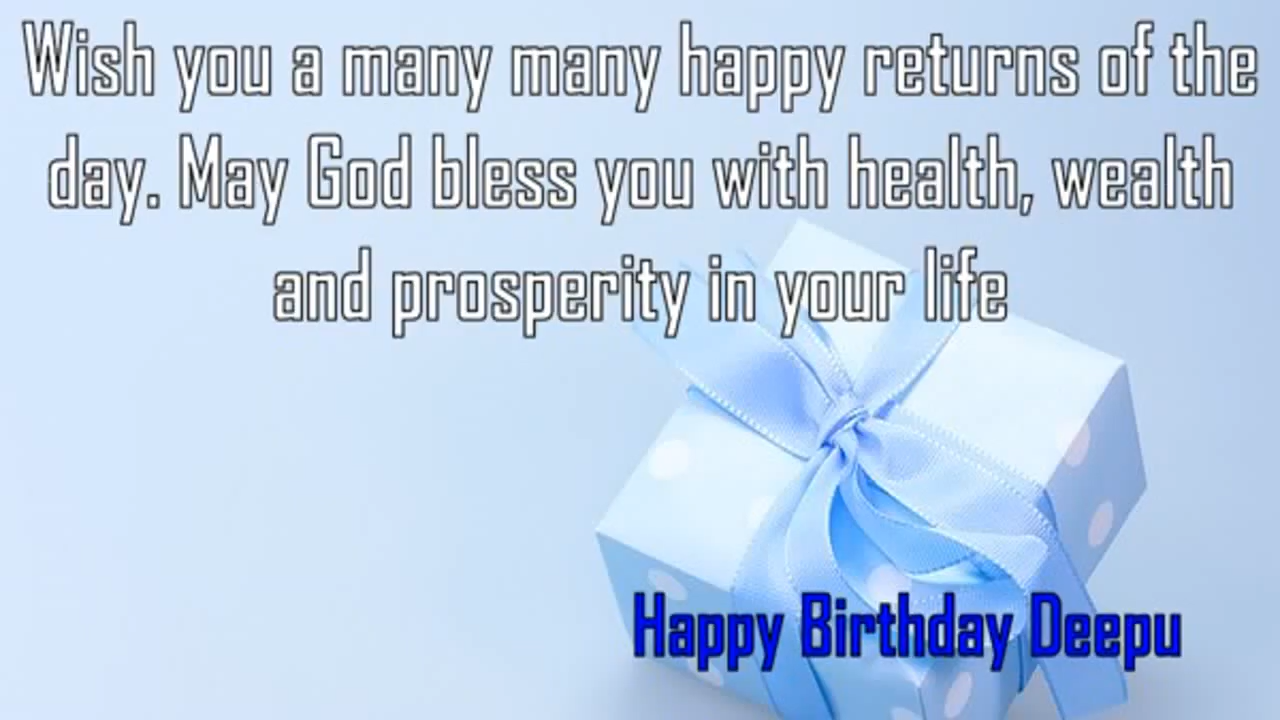 Wish you a many many happy returns of the
day. May God bless you with health, wealth
and prosperity in your life
Happy Birthday Deepu